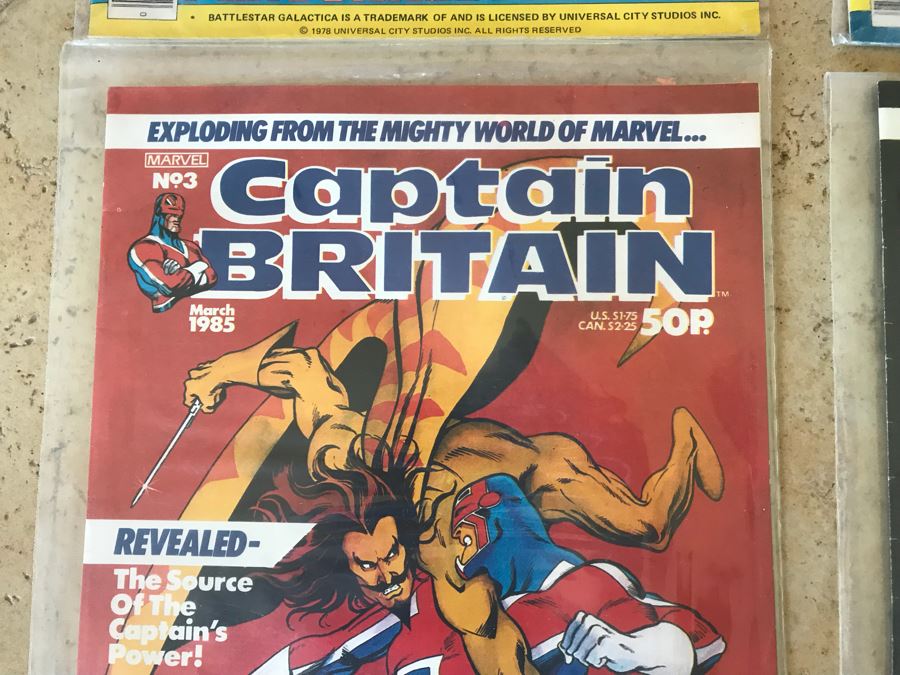 • BATTLESTAR GALACTICA IS A TRADEMARK OF AND IS LICENSED BY UNIVERSAL CITY STUDIOS INC.
© 1978 UNIVERSAL CITY STUDIOS INC. ALL RIGHTS RESERVED
EXPLODING FROM THE MIGHTY WORLD OF MARVEL...
MARVEL
Nº3
Captain
BRITAIN
TM
March
1985
U.S. $1·75
CAN. $2·25
50P.
REVEALED-
The Source
Of The
Captain's
Power!